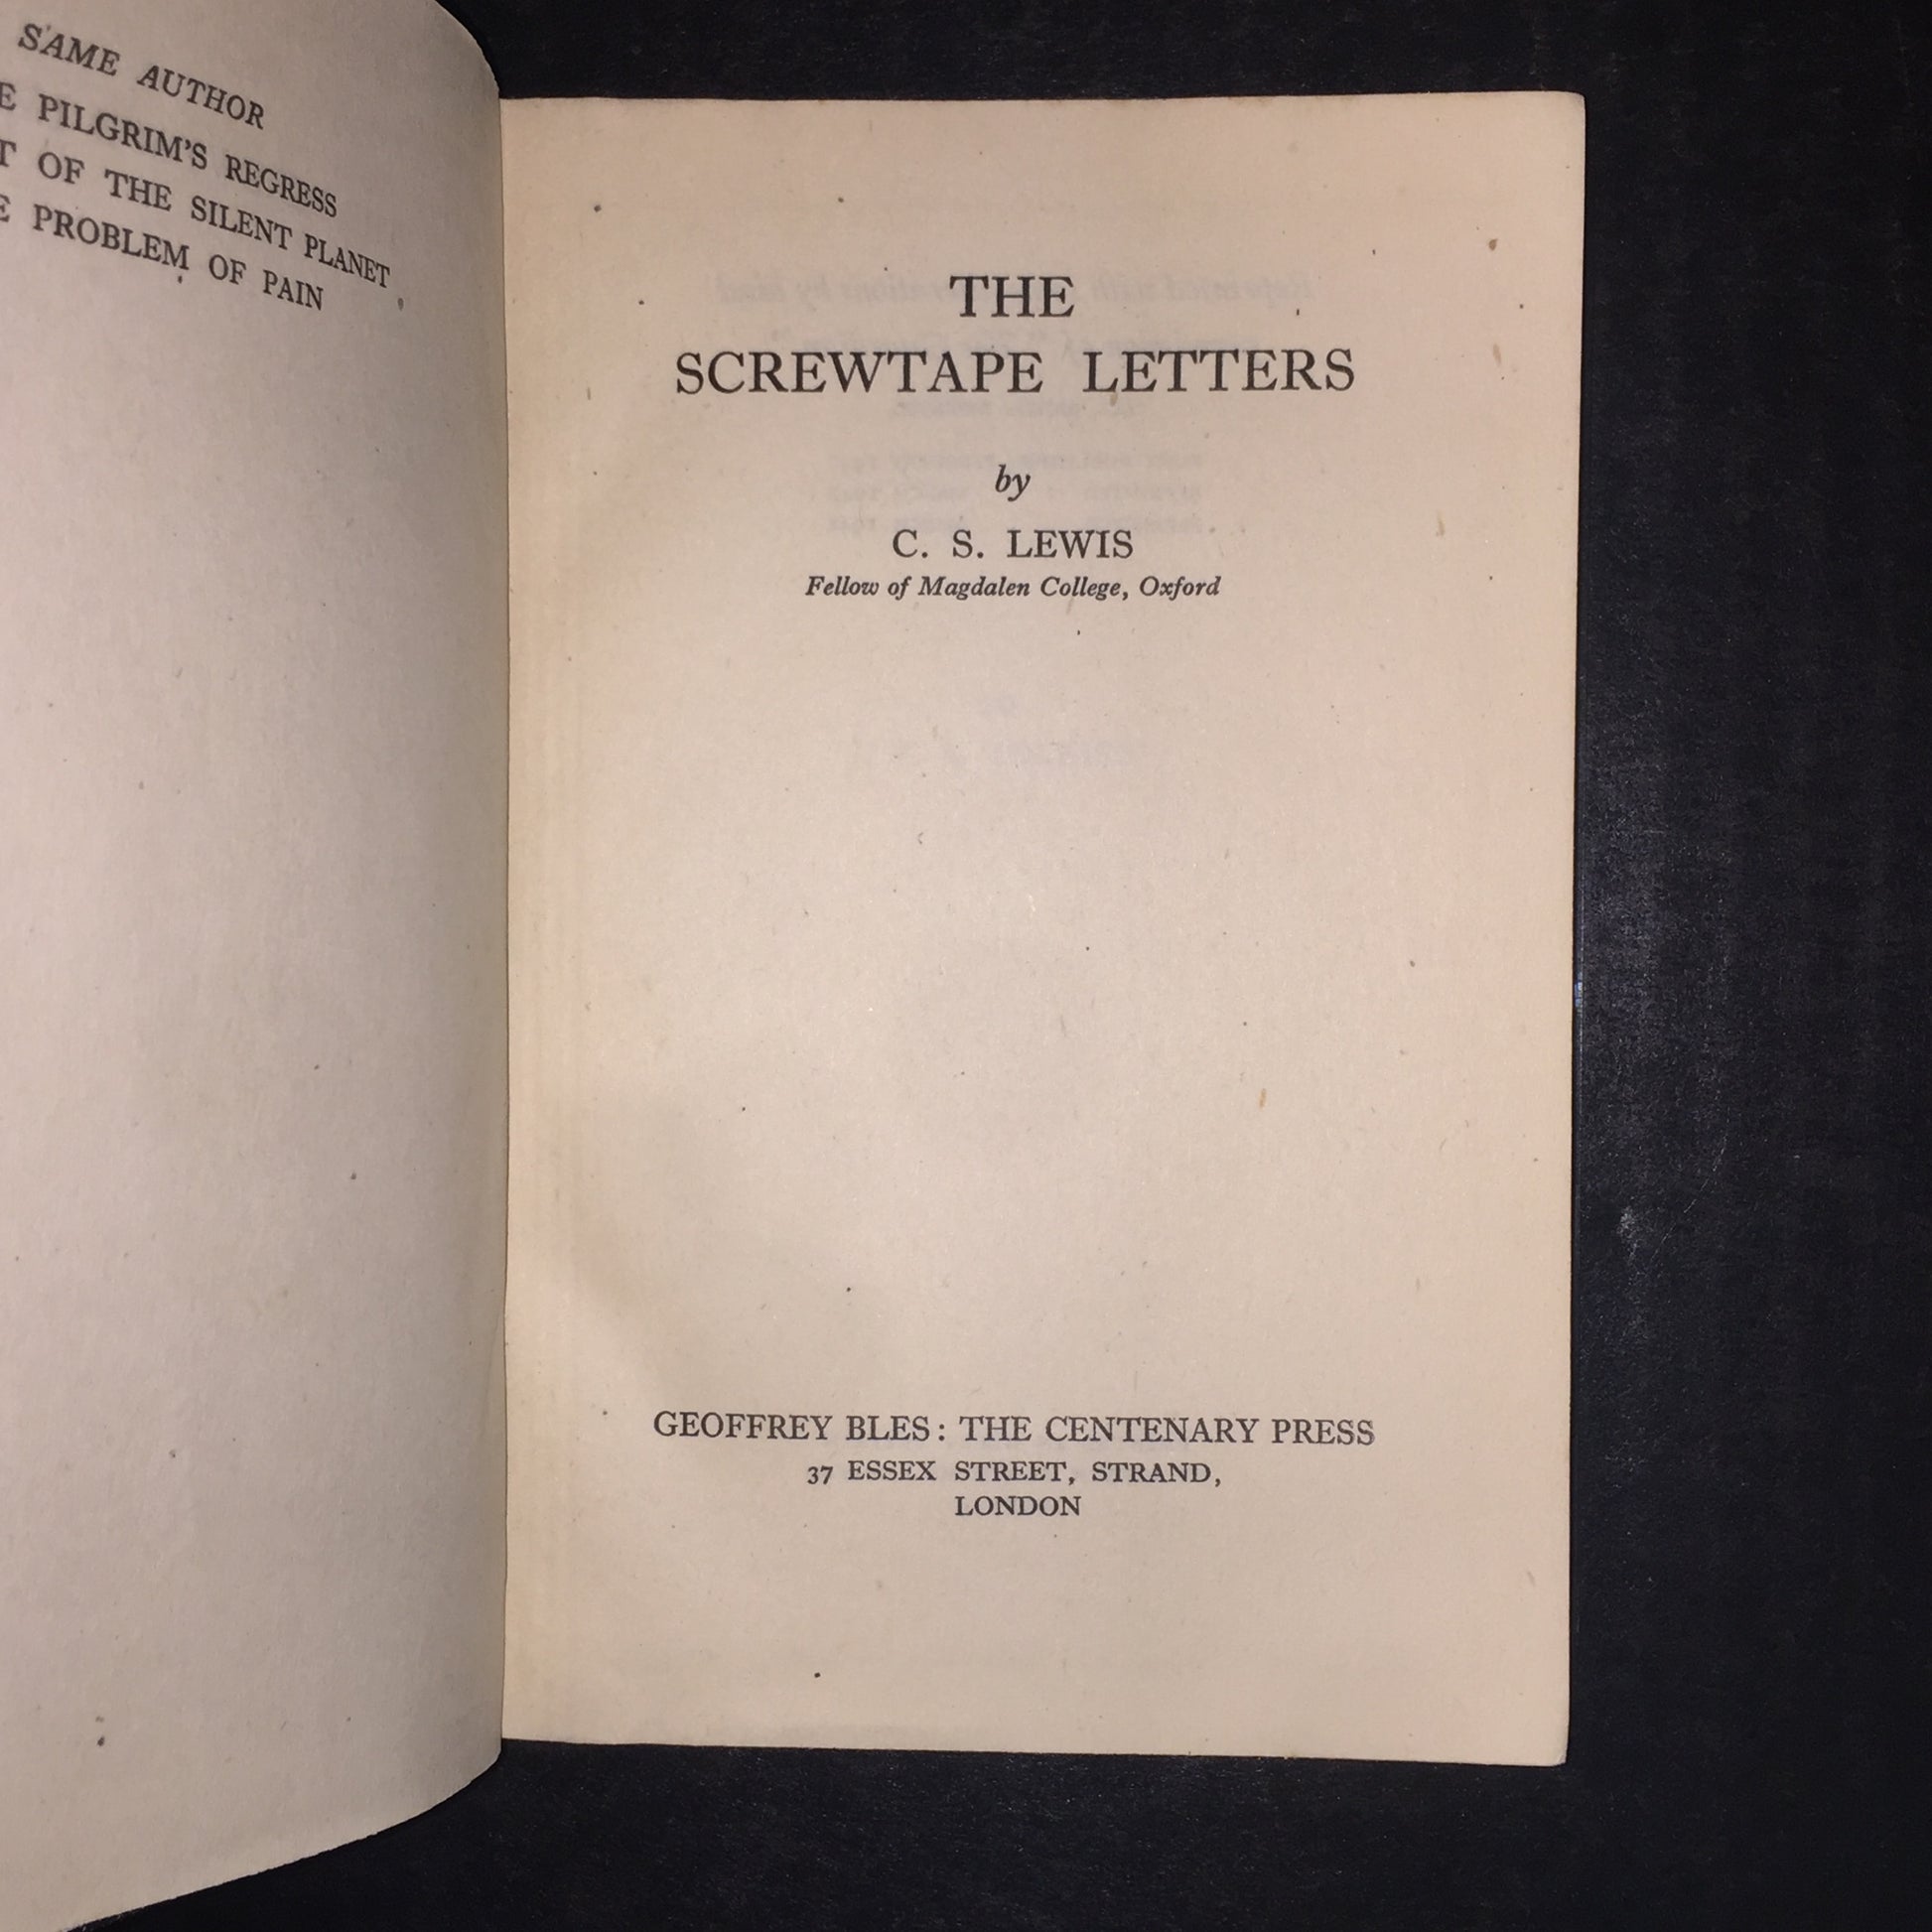 SAME AUTHOR
PILGRIM'S REGRESS
OF THE SILENT PLANET
PROBLEM OF PAIN
THE
SCREWTAPE LETTERS
by
C. S. LEWIS
Fellow of Magdalen College, Oxford
GEOFFREY BLES: THE CENTENARY PRESS
37 ESSEX STREET, STRAND,
LONDON